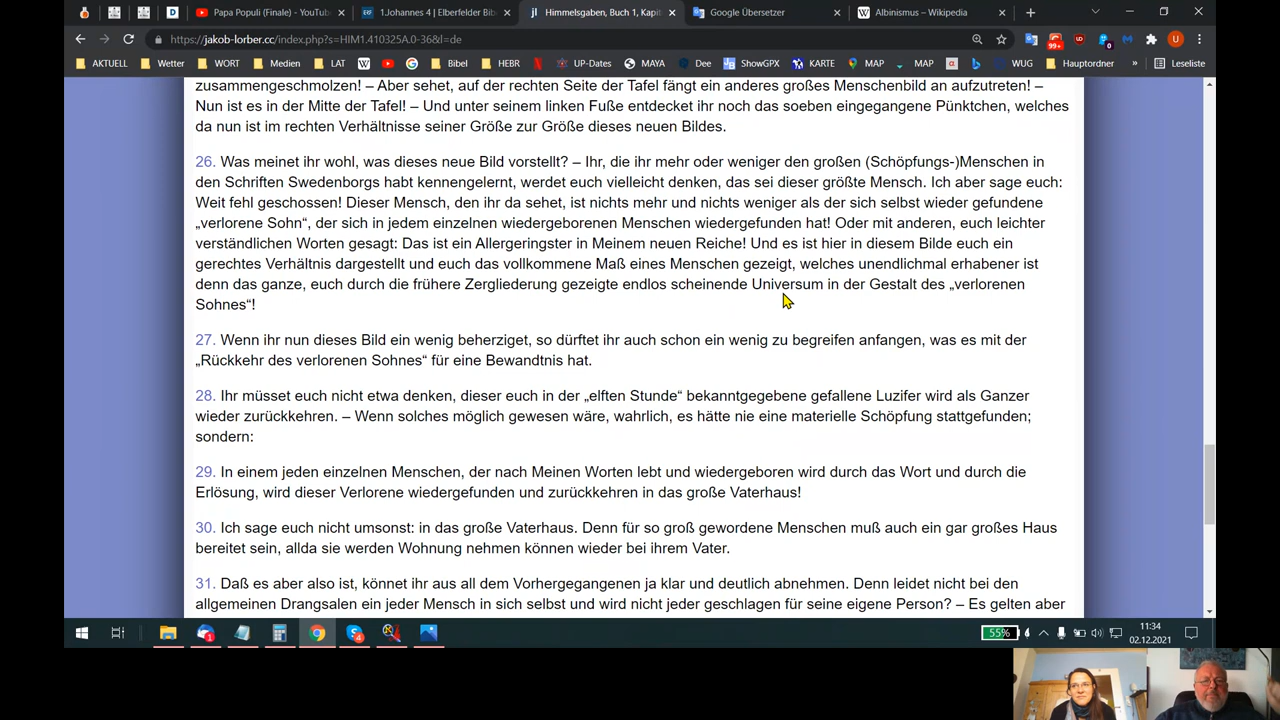 Papa Populi (Finale) - YouTu
1.Johannes 4 | Elberfelder Bib
Himmelsgaben, Buch 1, Kapit
Google Übersetzer
Albinismus – Wikipedia
https://jakob-lorber.cc/index.php?s=HIM1.410325A.0-36&l=de
AKTUELL Wetter WORT Medien LAT Bibel HEBR UP-Dates MAYA Dee ShowGPX KARTE MAP MAP WUG Hauptordner » Leseliste
zusammengeschmolzen! – Aber sehet, auf der rechten Seite der Tafel fängt ein anderes großes Menschenbild an aufzutreten! –
Nun ist es in der Mitte der Tafel! – Und unter seinem linken Fuße entdecket ihr noch das soeben eingegangene Pünktchen, welches
da nun ist im rechten Verhältnisse seiner Größe zur Größe dieses neuen Bildes.
26. Was meinet ihr wohl, was dieses neue Bild vorstellt? – Ihr, die ihr mehr oder weniger den großen (Schöpfungs-)Menschen in
den Schriften Swedenborgs habt kennengelernt, werdet euch vielleicht denken, das sei dieser größte Mensch. Ich aber sage euch:
Weit fehl geschossen! Dieser Mensch, den ihr da sehet, ist nichts mehr und nichts weniger als der sich selbst wieder gefundene
„verlorene Sohn“, der sich in jedem einzelnen wiedergeborenen Menschen wiedergefunden hat! Oder mit anderen, euch leichter
verständlichen Worten gesagt: Das ist ein Allergeringster in Meinem neuen Reiche! Und es ist hier in diesem Bilde euch ein
gerechtes Verhältnis dargestellt und euch das vollkommene Maß eines Menschen gezeigt, welches unendlichmal erhabener ist
denn das ganze, euch durch die frühere Zergliederung gezeigte endlos scheinende Universum in der Gestalt des „verlorenen
Sohnes“!
27. Wenn ihr nun dieses Bild ein wenig beherziget, so dürftet ihr auch schon ein wenig zu begreifen anfangen, was es mit der
„Rückkehr des verlorenen Sohnes“ für eine Bewandtnis hat.
28. Ihr müsset euch nicht etwa denken, dieser euch in der „elften Stunde“ bekanntgegebene gefallene Luzifer wird als Ganzer
wieder zurückkehren. – Wenn solches möglich gewesen wäre, wahrlich, es hätte nie eine materielle Schöpfung stattgefunden;
sondern:
29. In einem jeden einzelnen Menschen, der nach Meinen Worten lebt und wiedergeboren wird durch das Wort und durch die
Erlösung, wird dieser Verlorene wiedergefunden und zurückkehren in das große Vaterhaus!
30. Ich sage euch nicht umsonst: in das große Vaterhaus. Denn für so groß gewordene Menschen muß auch ein gar großes Haus
bereitet sein, allda sie werden Wohnung nehmen können wieder bei ihrem Vater.
31. Daß es aber also ist, könnet ihr aus all dem Vorhergegangenen ja klar und deutlich abnehmen. Denn leidet nicht bei den
allgemeinen Drangsalen ein jeder Mensch in sich selbst und wird nicht jeder geschlagen für seine eigene Person? – Es gelten aber
55%
11:34
02.12.2021